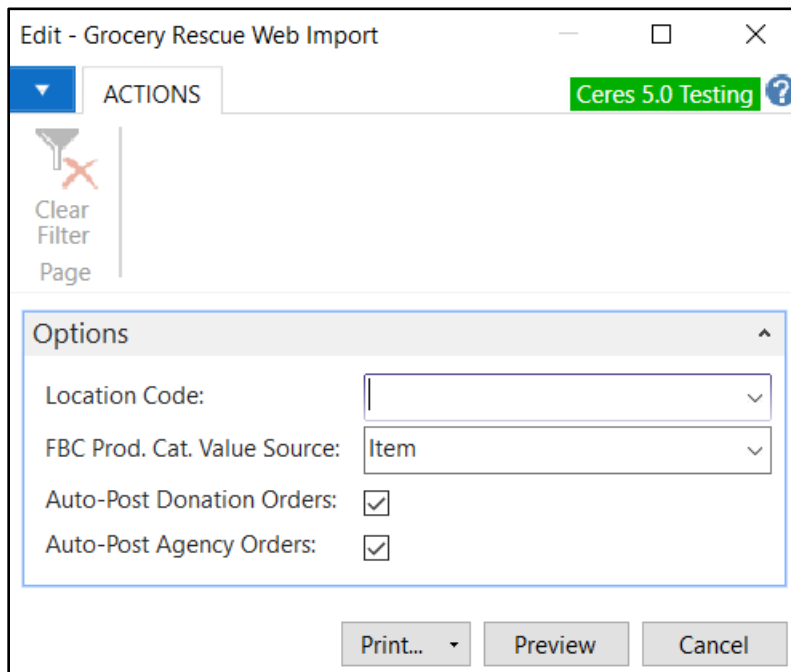 Edit - Grocery Rescue Web Import
ACTIONS
Ceres 5.0 Testing
?
Clear
Filter
Page
Options
Location Code:
FBC Prod. Cat. Value Source: Item
Auto-Post Donation Orders:
Auto-Post Agency Orders:
Print... Preview Cancel